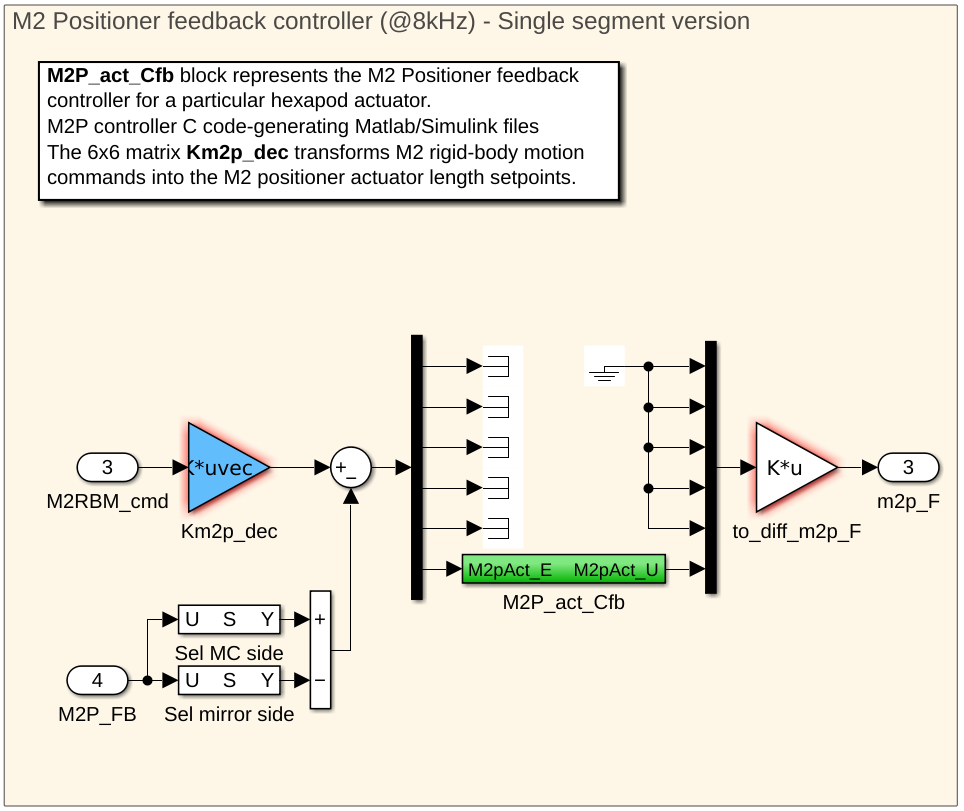 M2 Positioner feedback controller (@8kHz) - Single segment version
M2P_act_Cfb block represents the M2 Positioner feedback
controller for a particular hexapod actuator.
M2P controller C code-generating Matlab/Simulink files
The 6x6 matrix Km2p_dec transforms M2 rigid-body motion
commands into the M2 positioner actuator length setpoints.
3
M2RBM_cmd
K*uvec
Km2p_dec
+
−
M2pAct_E M2pAct_U
M2P_act_Cfb
K*u
to_diff_m2p_F
3
m2p_F
U S Y
Sel MC side
+
4
M2P_FB
U S Y
Sel mirror side
−